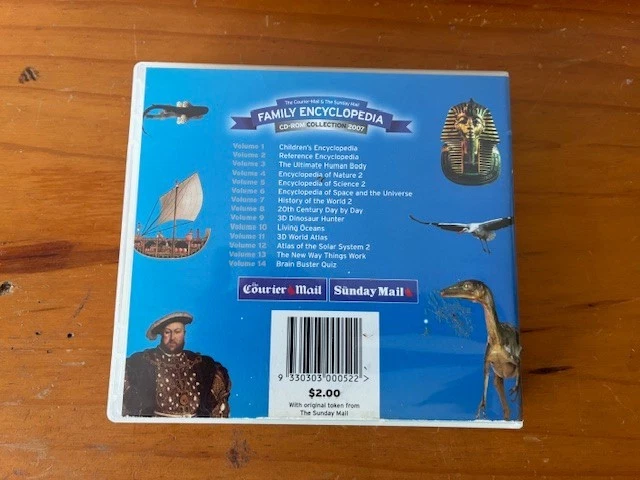 The Courier-Mail & The Sunday Mail
FAMILY ENCYCLOPEDIA
CD-ROM COLLECTION 2007
Volume 1 Children's Encyclopedia
Volume 2 Reference Encyclopedia
Volume 3 The Ultimate Human Body
Volume 4 Encyclopedia of Nature 2
Volume 5 Encyclopedia of Science 2
Volume 6 Encyclopedia of Space and the Universe
Volume 7 History of the World 2
Volume 8 20th Century Day by Day
Volume 9 3D Dinosaur Hunter
Volume 10 Living Oceans
Volume 11 3D World Atlas
Volume 12 Atlas of the Solar System 2
Volume 13 The New Way Things Work
Volume 14 Brain Buster Quiz
The Courier Mail The Sunday Mail
9 330303 000522 >
$2.00
With original token from
The Sunday Mail